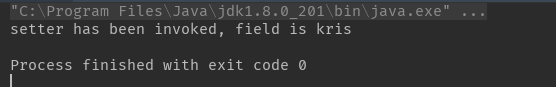 "C:\Program Files\Java\jdk1.8.0_201\bin\java.exe" ...
setter has been invoked, field is kris
Process finished with exit code 0